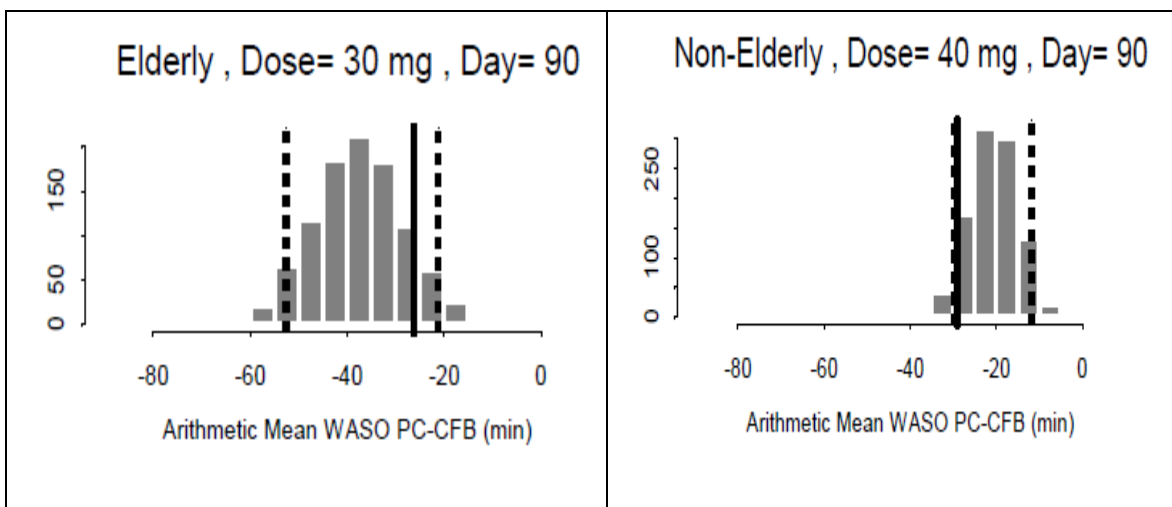 Elderly , Dose= 30 mg , Day= 90
150
50
0
-80 -60 -40 -20 0
Arithmetic Mean WASO PC-CFB (min)
Non-Elderly , Dose= 40 mg , Day= 90
250
100
0
-80 -60 -40 -20 0
Arithmetic Mean WASO PC-CFB (min)